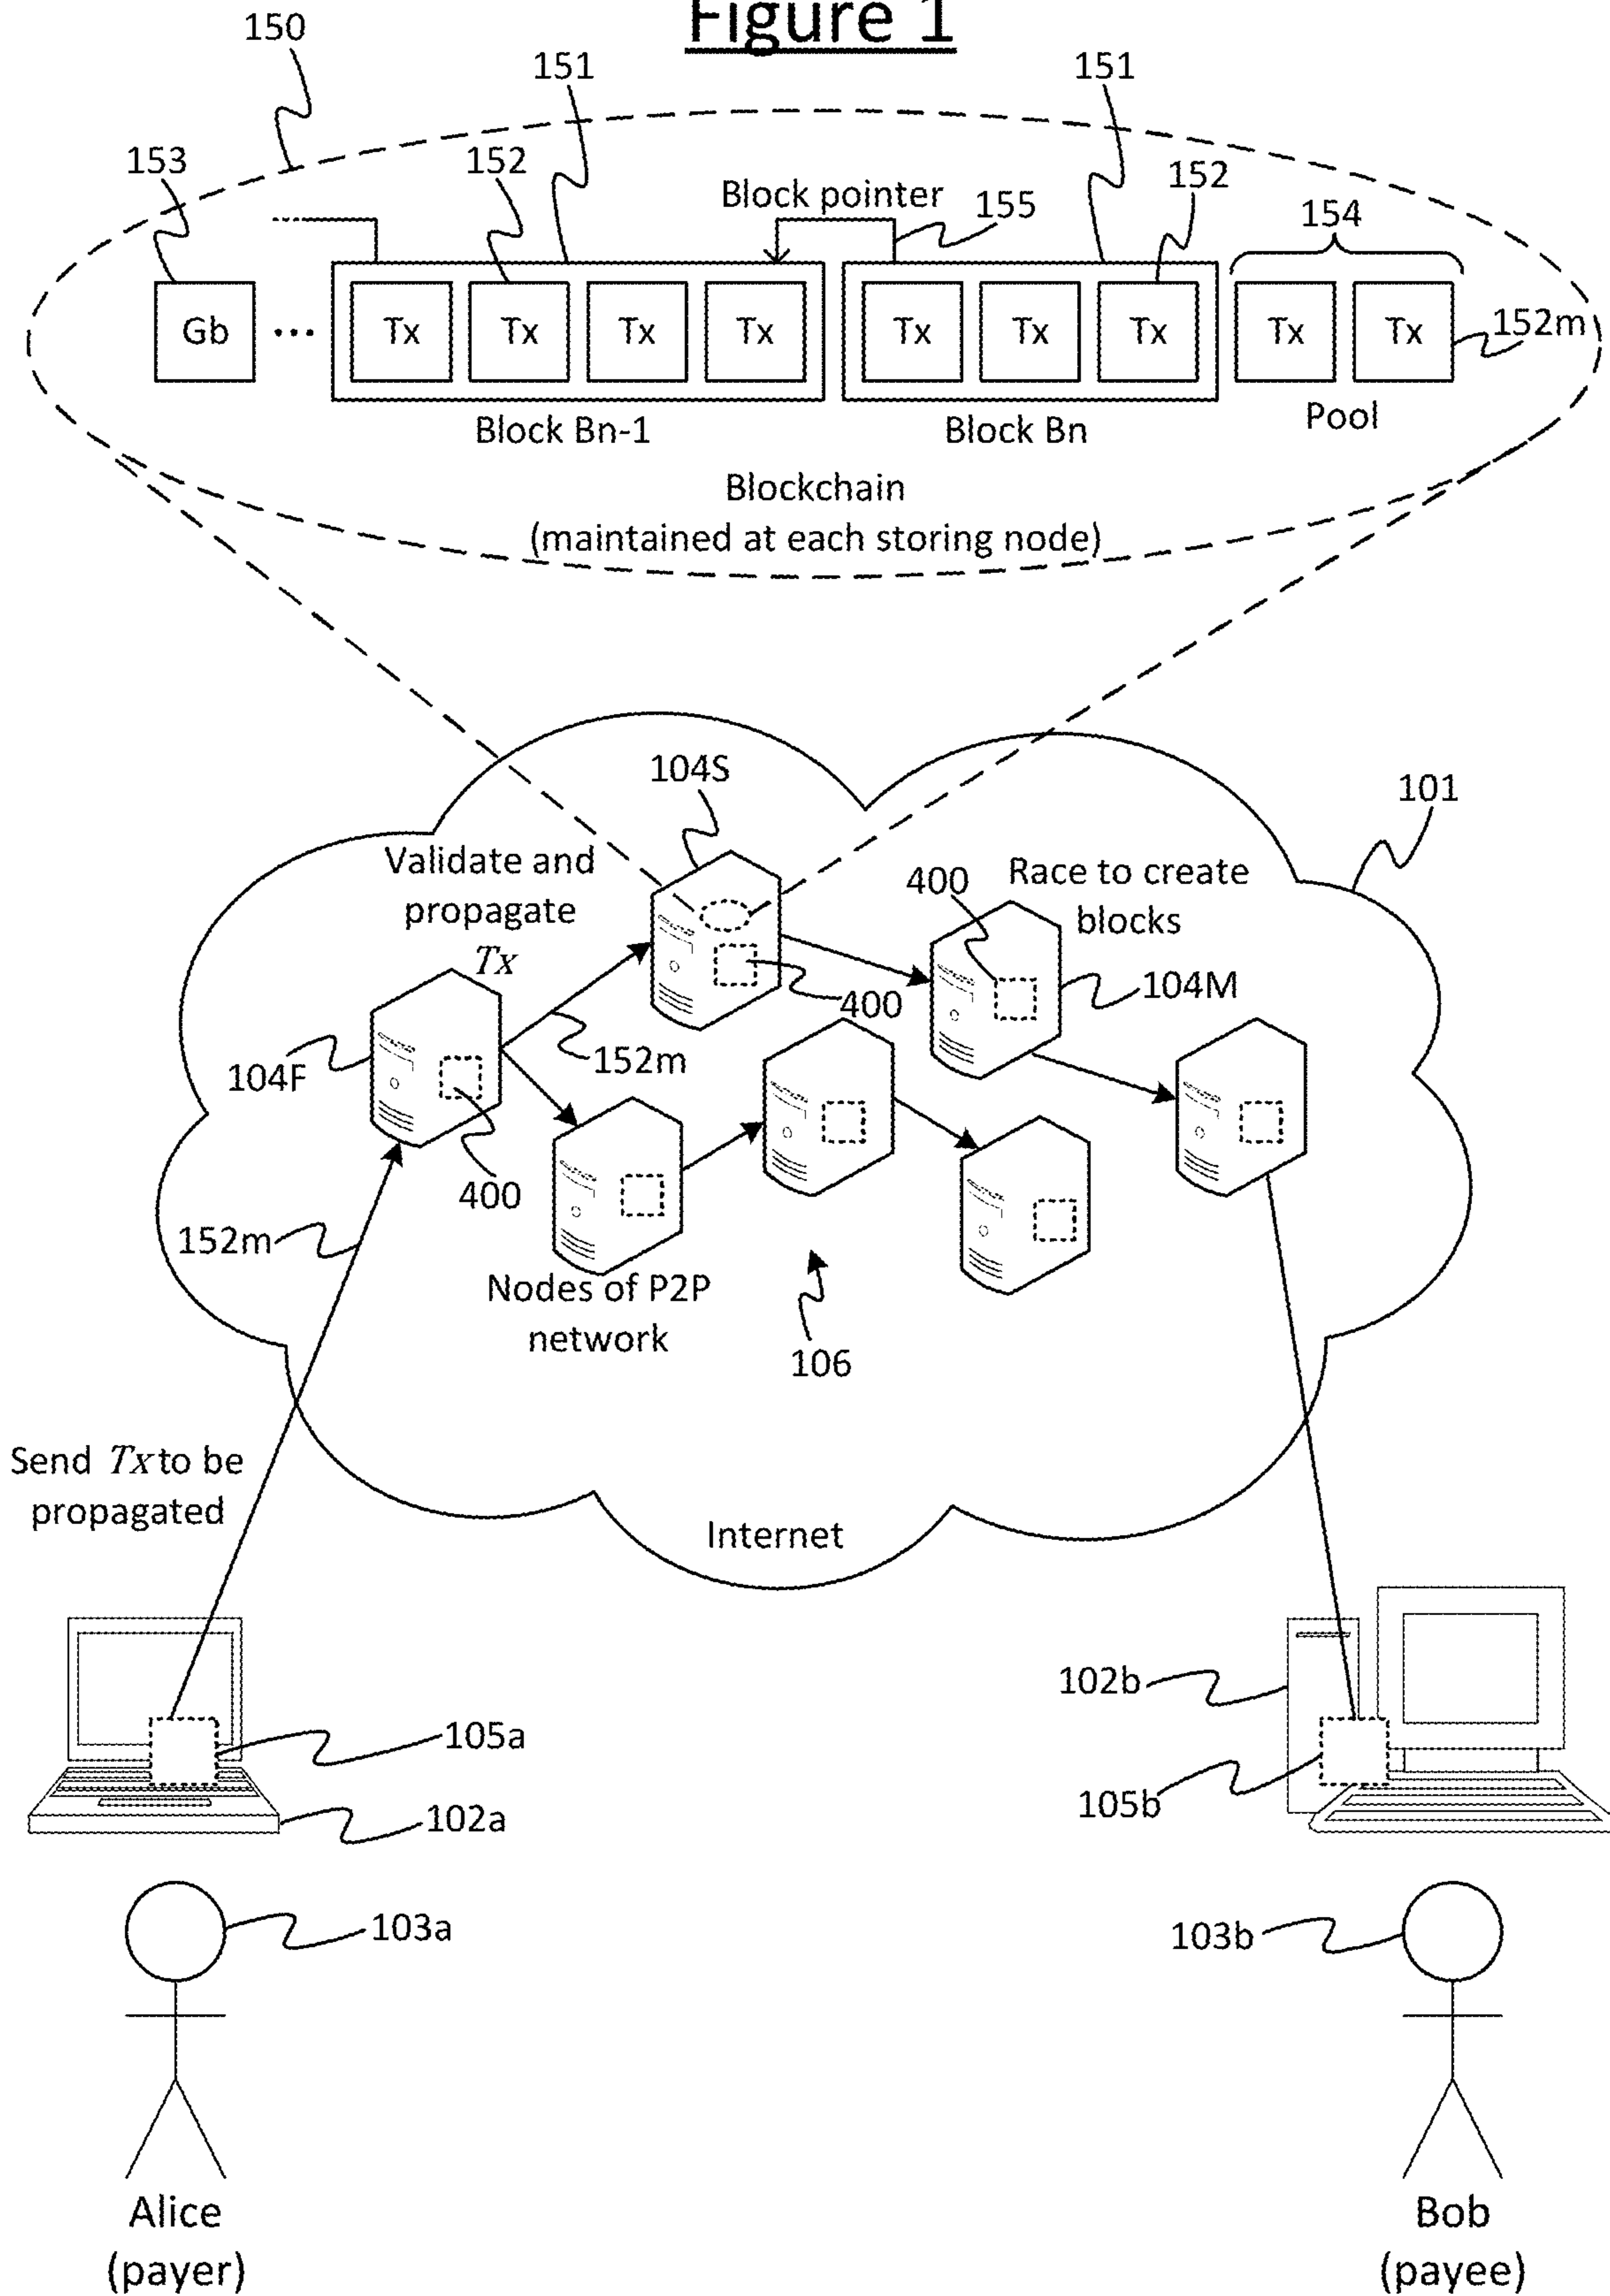 Figure 1
150
151
151
153
152
Block pointer
155
152
154
Gb
...
Tx
Tx
Tx
Tx
Tx
Tx
Tx
Tx
Tx
152m
Block Bn-1
Block Bn
Pool
Blockchain
(maintained at each storing node)
104S
101
Validate and
propagate
Tx
400
Race to create
blocks
400
104M
104F
152m
400
152m
Nodes of P2P
network
106
Send Tx to be
propagated
Internet
102b
105a
105b
102a
103a
103b
Alice
(payer)
Bob
(payee)